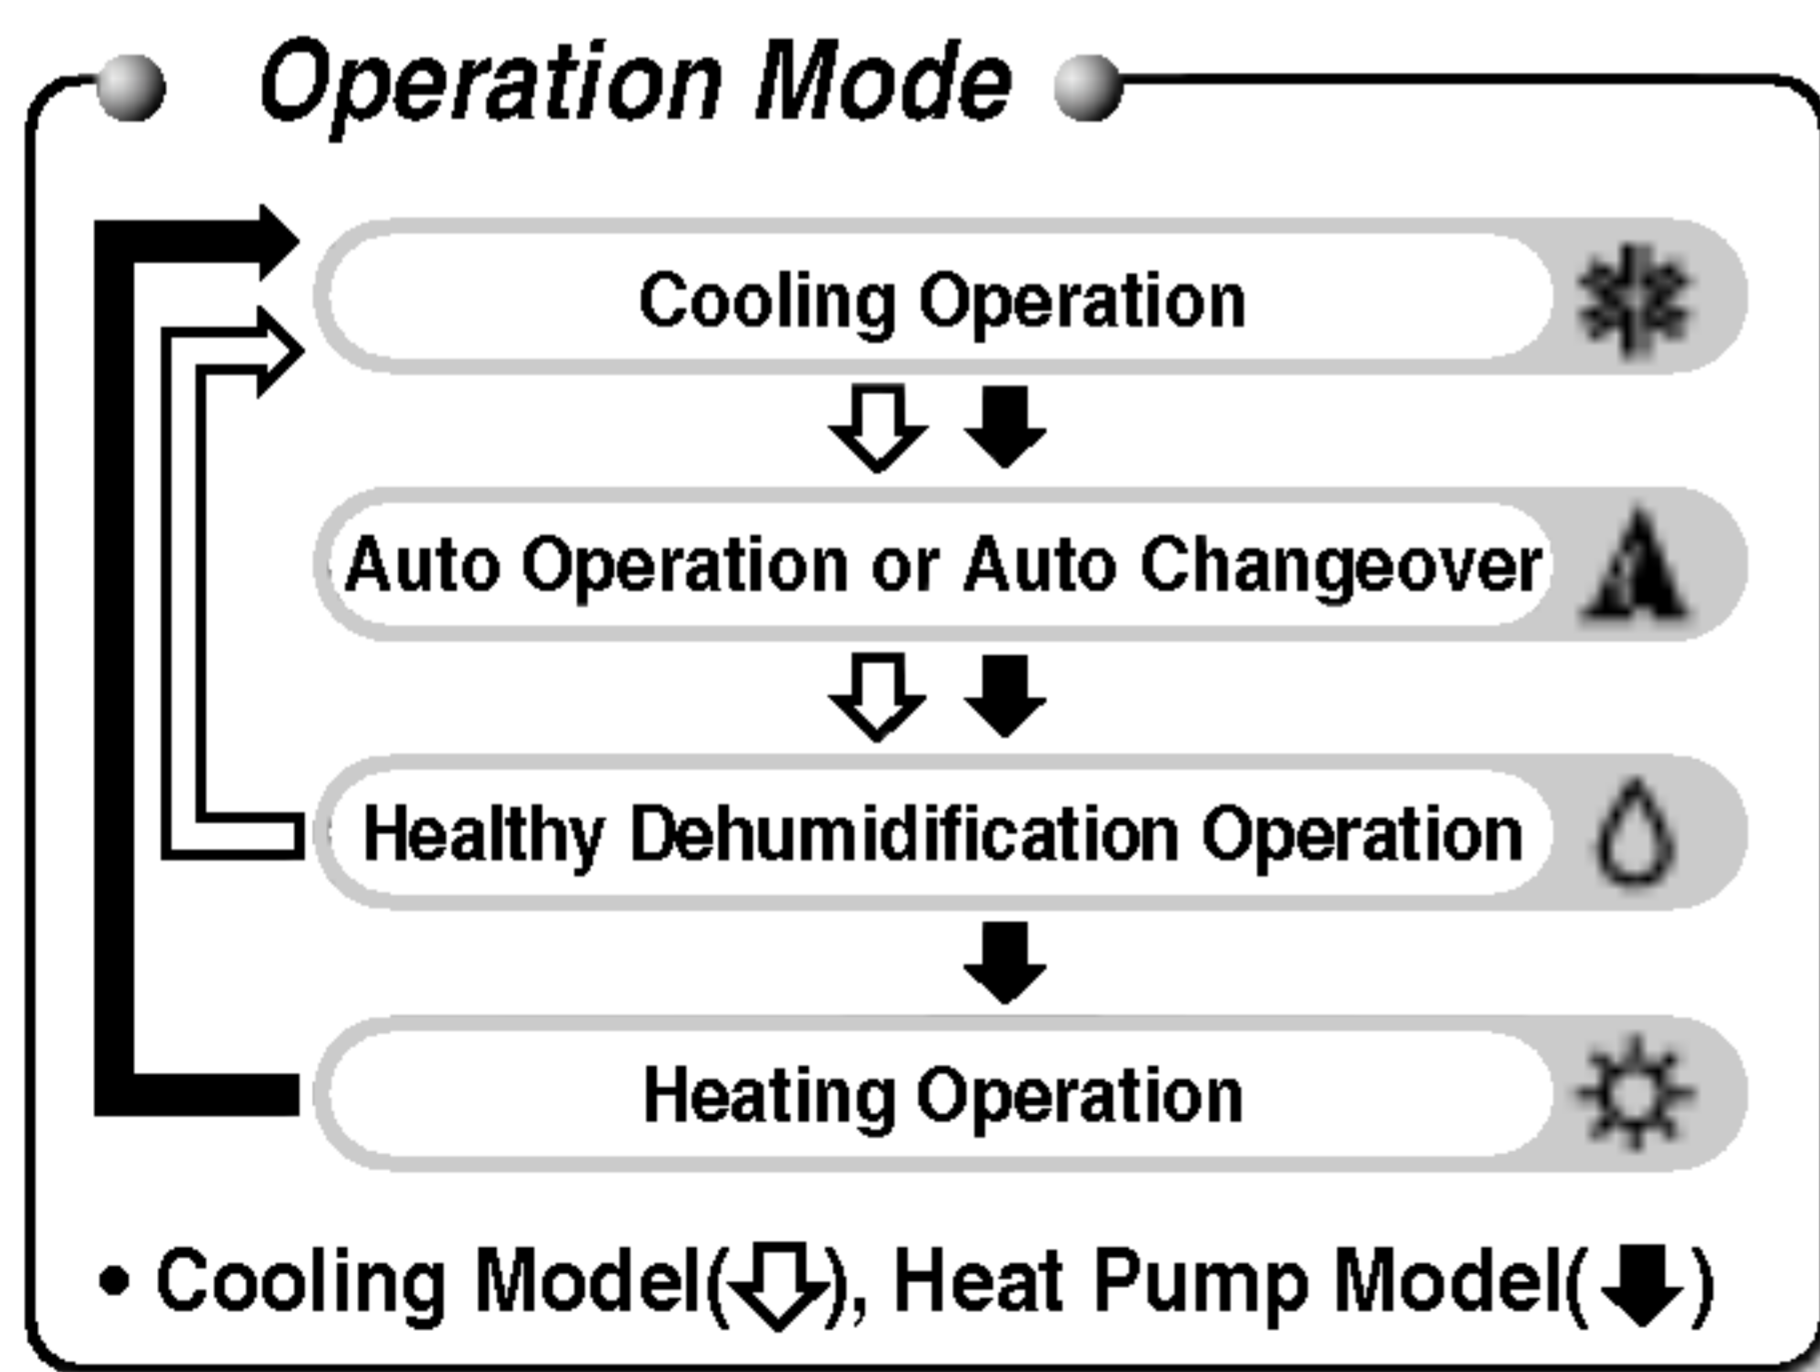 Operation Mode
Cooling Operation
Auto Operation or Auto Changeover
Healthy Dehumidification Operation
Heating Operation
• Cooling Model(⇩), Heat Pump Model(⬇)